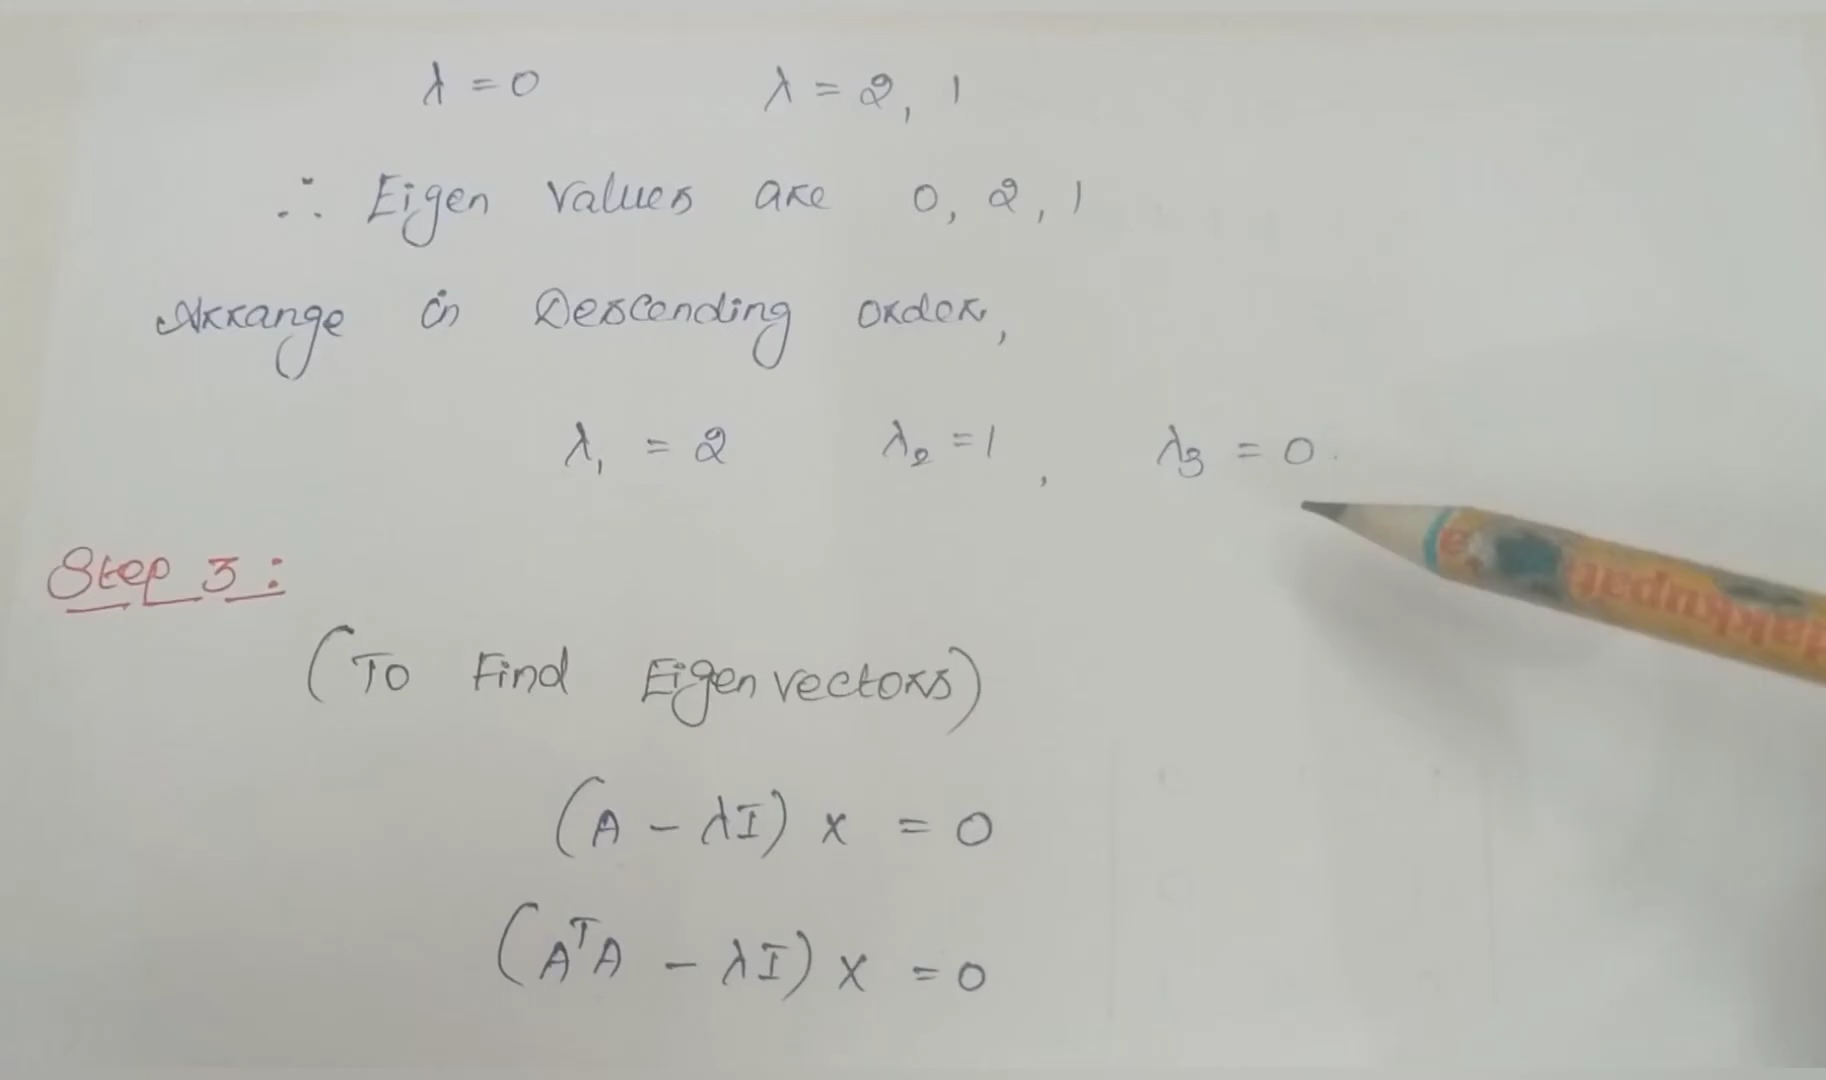 λ = 0 λ = 2, 1
∴ Eigen Values are 0, 2, 1
Arrange in Descending order,
λ₁ = 2 λ₂ = 1, λ₃ = 0.
Step 3:
(To Find Eigen vectors)
(A - λI) x = 0
(AᵀA - λI) x = 0